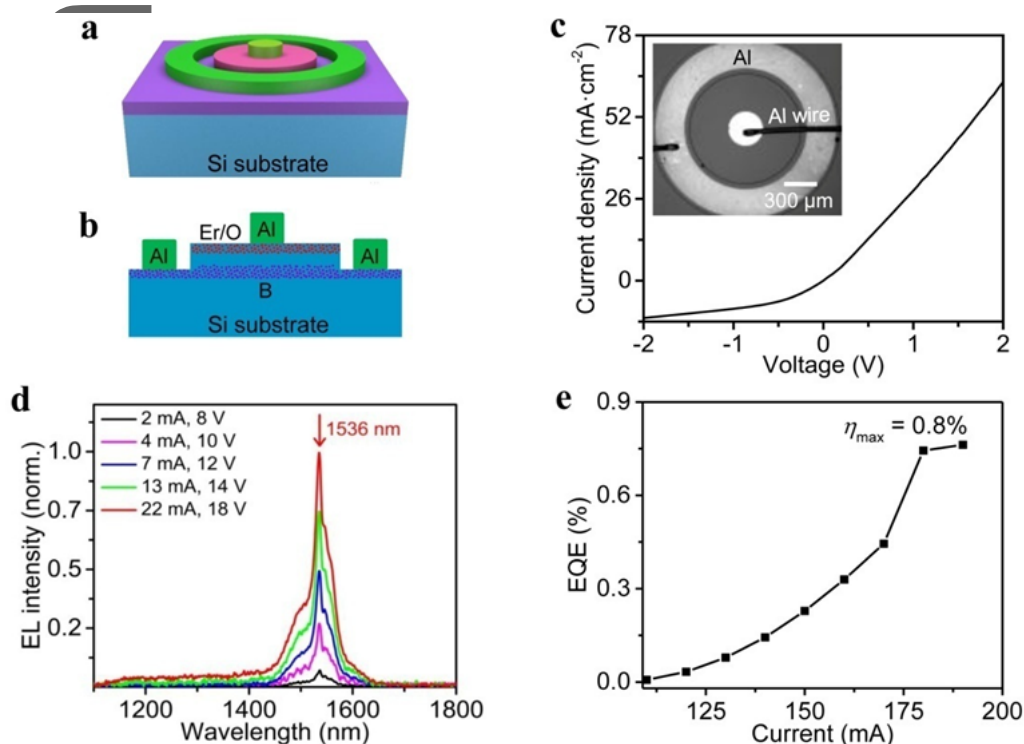 a
Si substrate
b
Er/O
Al
Al
Al
B
Si substrate
c
78
52
26
0
Current density (mA·cm⁻²)
-2
-1
0
1
2
Voltage (V)
Al
Al wire
300 μm
d
2 mA, 8 V
4 mA, 10 V
7 mA, 12 V
13 mA, 14 V
22 mA, 18 V
1536 nm
1.0
0.7
0.5
0.2
EL intensity (norm.)
1200
1400
1600
1800
Wavelength (nm)
e
ηmax = 0.8%
0.9
0.6
0.3
0.0
EQE (%)
125
150
175
200
Current (mA)